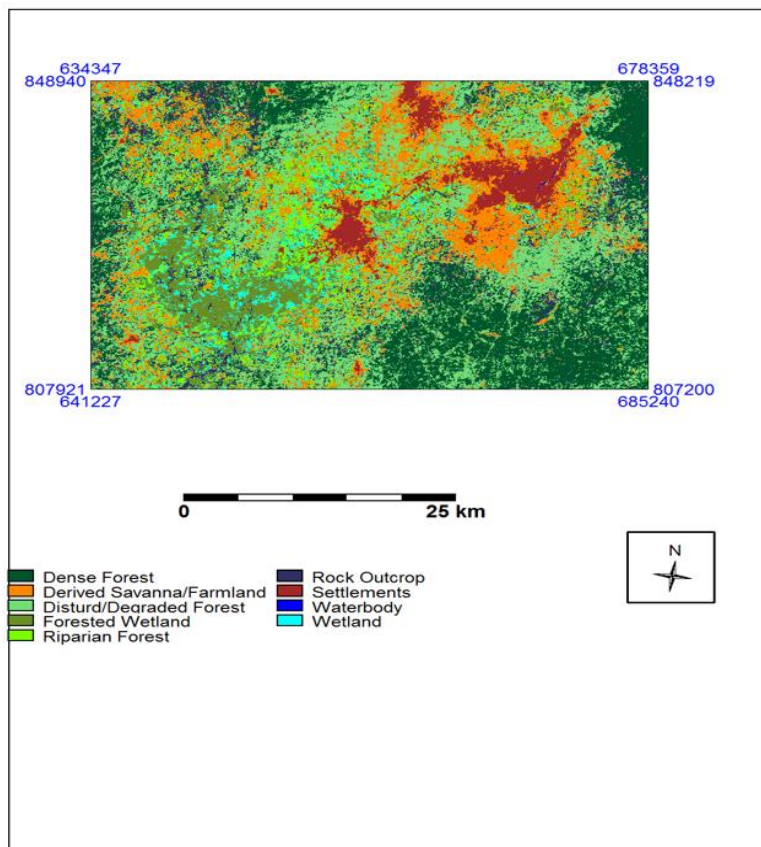 634347 678359
848940 848219
807921 807200
641227 685240
0 25 km
N
Dense Forest Rock Outcrop
Derived Savanna/Farmland Settlements
Disturd/Degraded Forest Waterbody
Forested Wetland Wetland
Riparian Forest